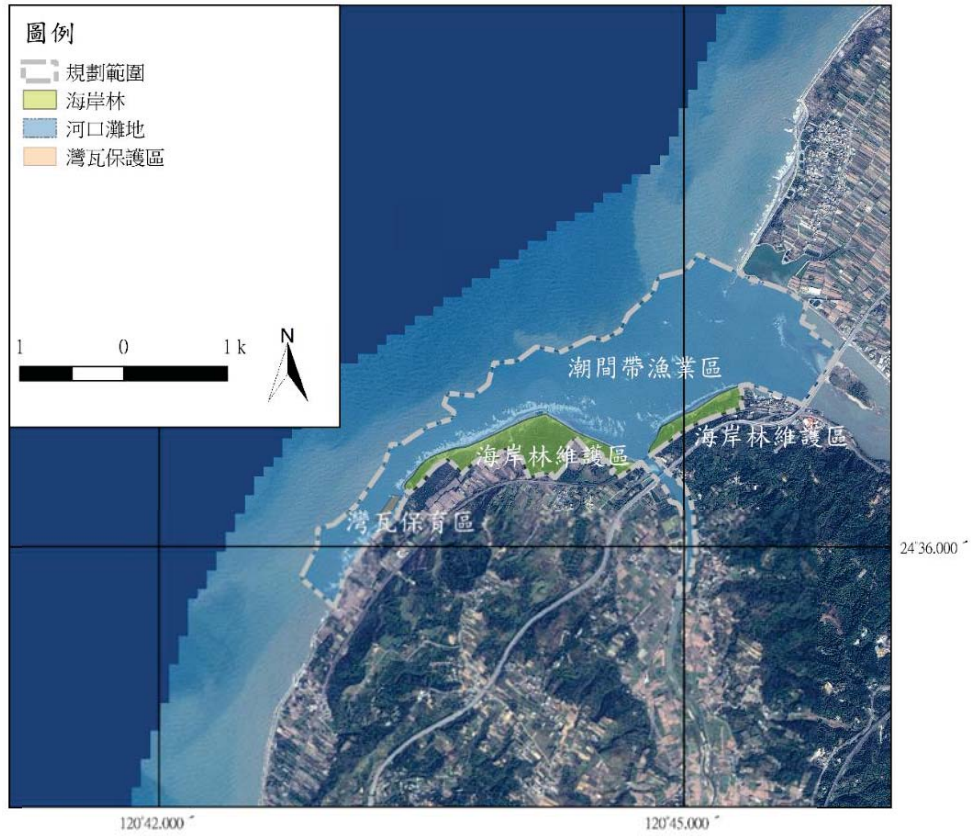 圖例
規劃範圍
海岸林
河口灘地
灣瓦保護區
1 0 1 k
N
潮間帶漁業區
海岸林維護區
海岸林維護區
灣瓦保育區
24°36.000 ´
120°42.000 ´ 120°45.000 ´